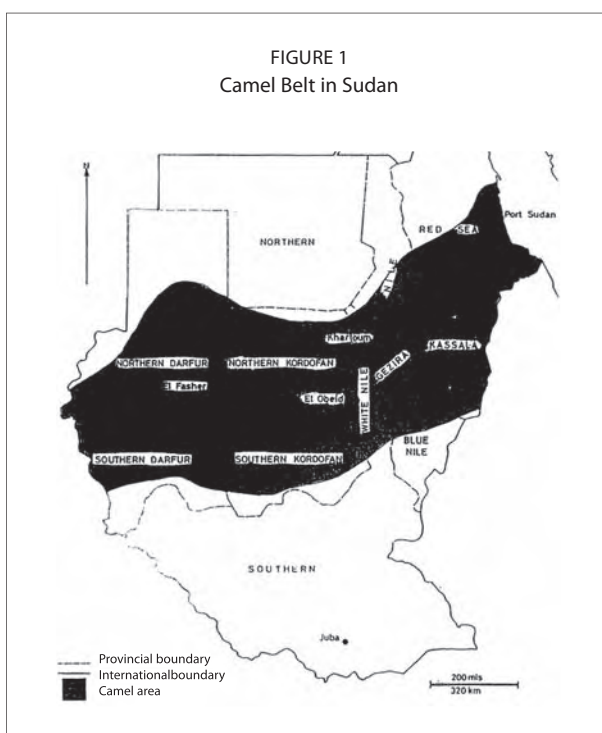 FIGURE 1
Camel Belt in Sudan
N
Port Sudan
RED SEA
NORTHERN
NILE
Khartoum
KASSALA
GEZIRA
NORTHERN DARFUR
NORTHERN KORDOFAN
El Fasher
El Obeid
WHITE NILE
BLUE
NILE
SOUTHERN DARFUR
SOUTHERN KORDOFAN
SOUTHERN
Juba
Provincial boundary
Internationalboundary
Camel area
200 mls
320 km